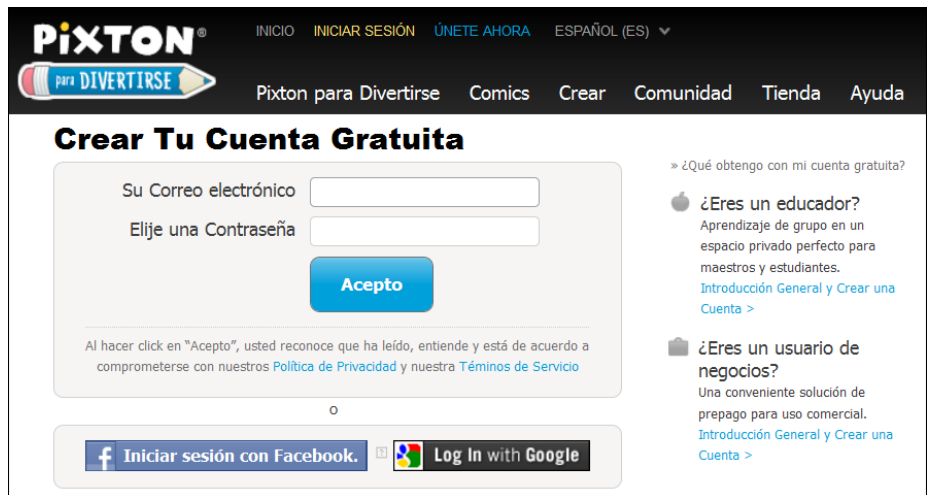 PiXTON®
para DIVERTIRSE
INICIO INICIAR SESIÓN ÚNETE AHORA ESPAÑOL (ES)
Pixton para Divertirse Comics Crear Comunidad Tienda Ayuda
Crear Tu Cuenta Gratuita
Su Correo electrónico
Elije una Contraseña
Acepto
Al hacer click en “Acepto”, usted reconoce que ha leído, entiende y está de acuerdo a
comprometerse con nuestros Política de Privacidad y nuestra Téminos de Servicio
o
f Iniciar sesión con Facebook. ? g Log In with Google
» ¿Qué obtengo con mi cuenta gratuita?
¿Eres un educador?
Aprendizaje de grupo en un
espacio privado perfecto para
maestros y estudiantes.
Introducción General y Crear una
Cuenta >
¿Eres un usuario de
negocios?
Una conveniente solución de
prepago para uso comercial.
Introducción General y Crear una
Cuenta >